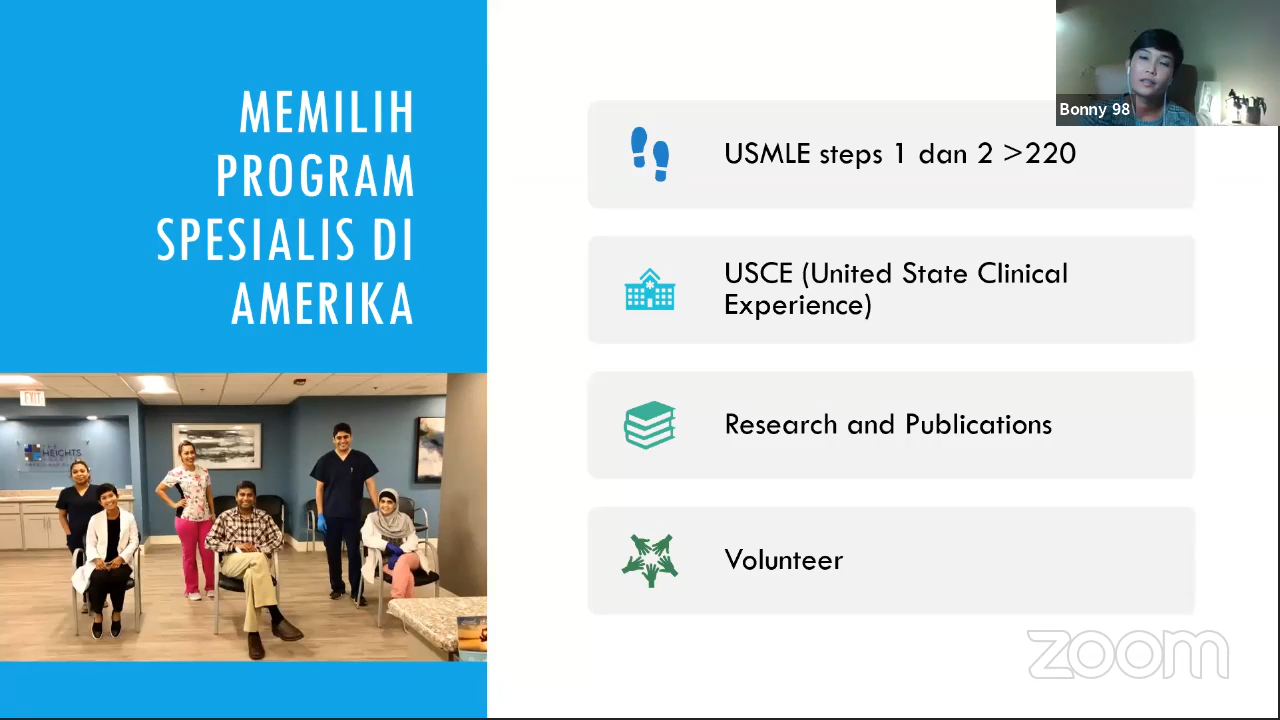 MEMILIH
PROGRAM
SPESIALIS DI
AMERIKA
Bonny 98
USMLE steps 1 dan 2 >220
USCE (United State Clinical
Experience)
Research and Publications
Volunteer
EXIT
THE
HEIGHTS
zoom